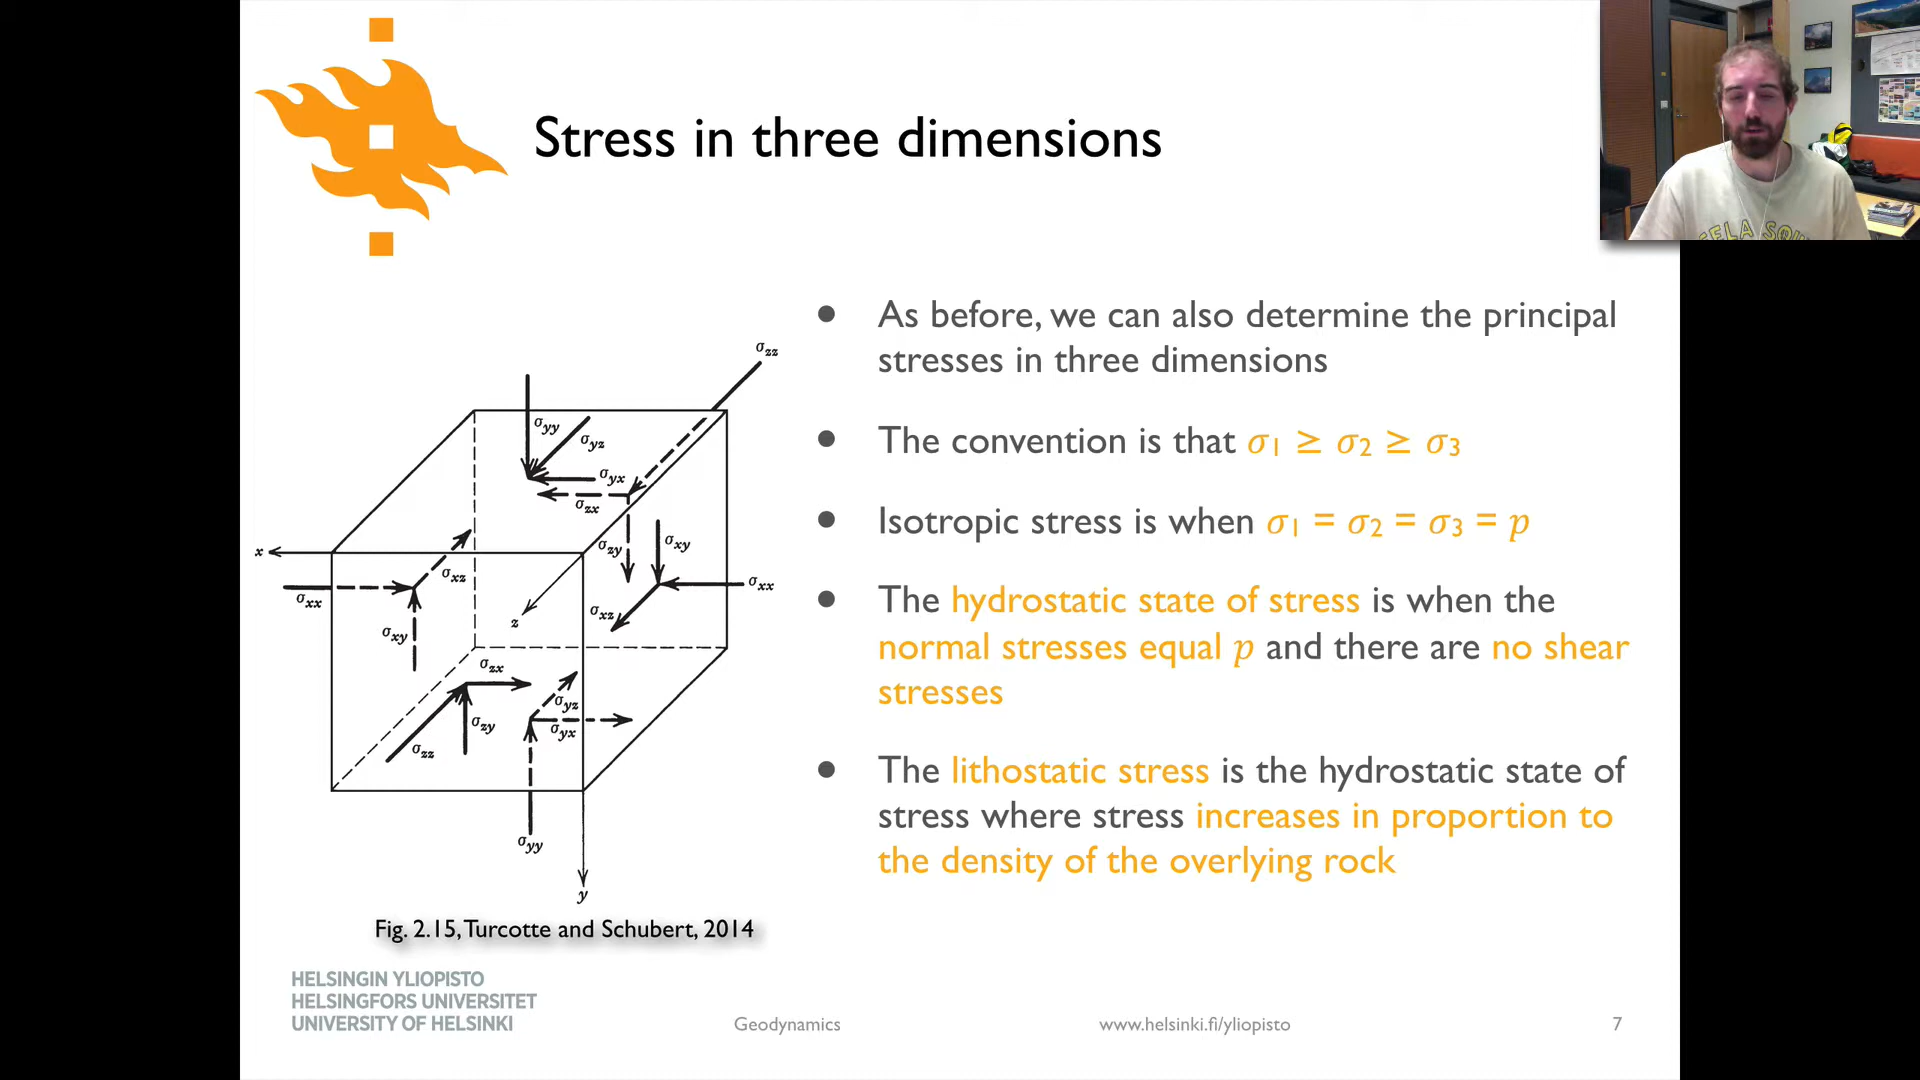 Stress in three dimensions
• As before, we can also determine the principal
stresses in three dimensions
• The convention is that σ1 ≥ σ2 ≥ σ3
• Isotropic stress is when σ1 = σ2 = σ3 = p
• The hydrostatic state of stress is when the
normal stresses equal p and there are no shear
stresses
• The lithostatic stress is the hydrostatic state of
stress where stress increases in proportion to
the density of the overlying rock
σzz
σyy
σyz
σyx
σzx
σzy
σxy
x
σxz
σxx
σxx
σxz
z
σxy
σzx
σyz
σzy
σyx
σzz
σyy
y
Fig. 2.15, Turcotte and Schubert, 2014
HELSINGIN YLIOPISTO
HELSINGFORS UNIVERSITET
UNIVERSITY OF HELSINKI
Geodynamics
www.helsinki.fi/yliopisto
7